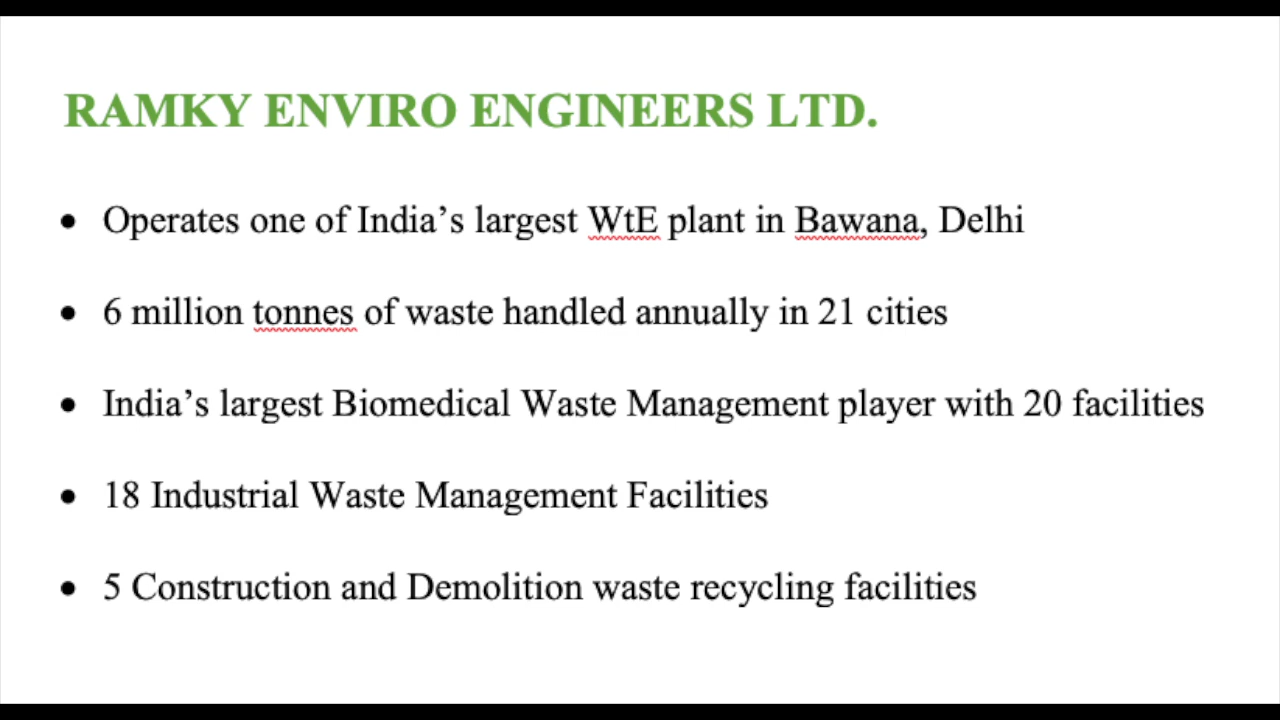 RAMKY ENVIRO ENGINEERS LTD.
• Operates one of India’s largest WtE plant in Bawana, Delhi
• 6 million tonnes of waste handled annually in 21 cities
• India’s largest Biomedical Waste Management player with 20 facilities
• 18 Industrial Waste Management Facilities
• 5 Construction and Demolition waste recycling facilities